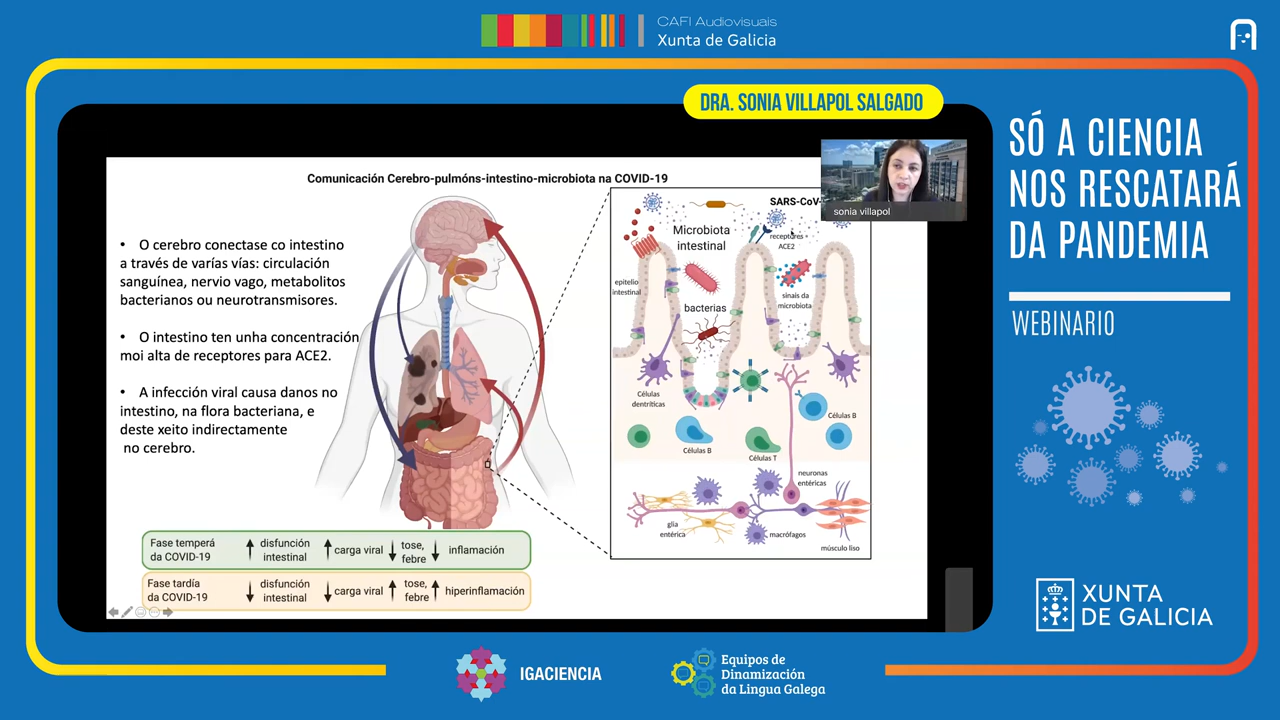 CAFI Audiovisuais
Xunta de Galicia
DRA. SONIA VILLAPOL SALGADO
SÓ A CIENCIA
NOS RESCATARÁ
DA PANDEMIA
WEBINARIO
sonia villapol
Comunicación Cerebro-pulmóns-intestino-microbiota na COVID-19
• O cerebro conectase co intestino
a través de varías vías: circulación
sanguínea, nervio vago, metabolitos
bacterianos ou neurotransmisores.
• O intestino ten unha concentración
moi alta de receptores para ACE2.
• A infección viral causa danos no
intestino, na flora bacteriana, e
deste xeito indirectamente
no cerebro.
SARS-CoV-
Microbiota
intestinal
receptores
ACE2
epitelio
intestinal
sinais da
microbiota
bacterias
Células
dentríticas
Células B
Células B
Células T
neuronas
entéricas
glía
entérica
macrófagos
músculo liso
Fase temperá
da COVID-19
disfunción
intestinal
carga viral
tose,
febre
inflamación
Fase tardía
da COVID-19
disfunción
intestinal
carga viral
tose,
febre
hiperinflamación
XUNTA
DE GALICIA
IGACIENCIA
Equipos de
Dinamización
da Lingua Galega